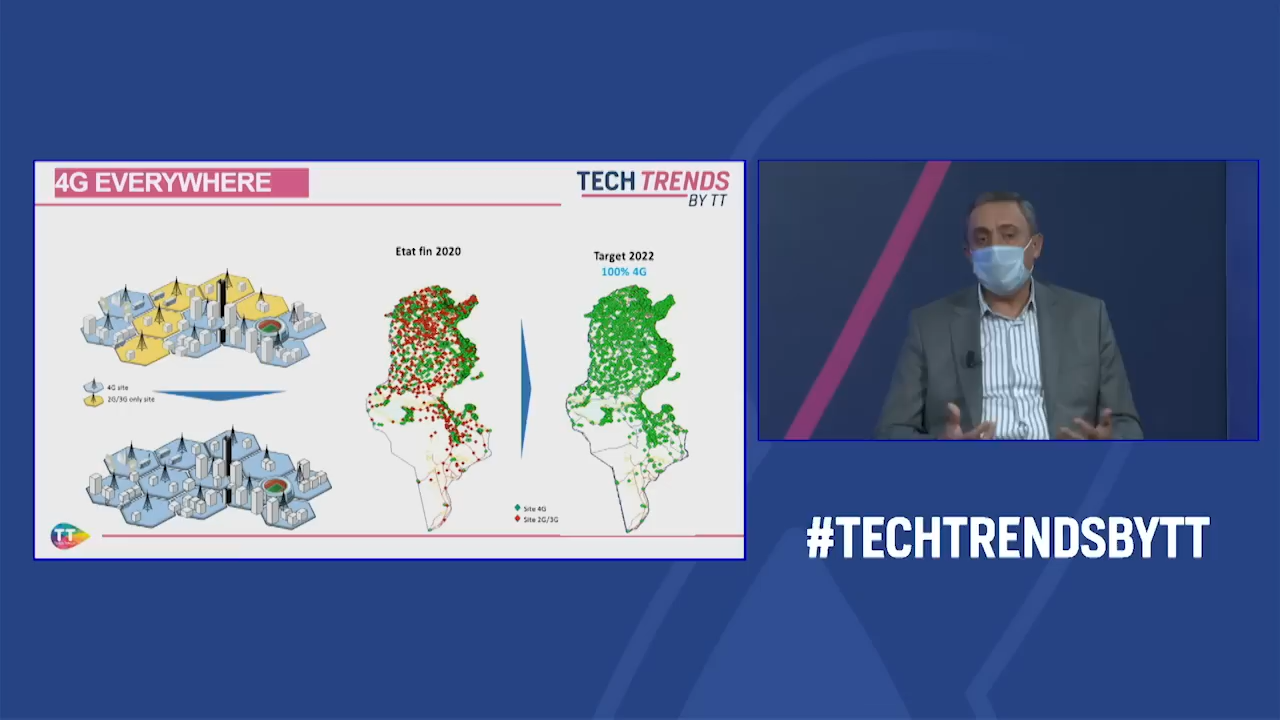 4G EVERYWHERE
TECH TRENDS
BY TT
Etat fin 2020
Target 2022
100% 4G
4G site
2G/3G only site
Site 4G
Site 2G/3G
TT
#TECHTRENDSBYTT